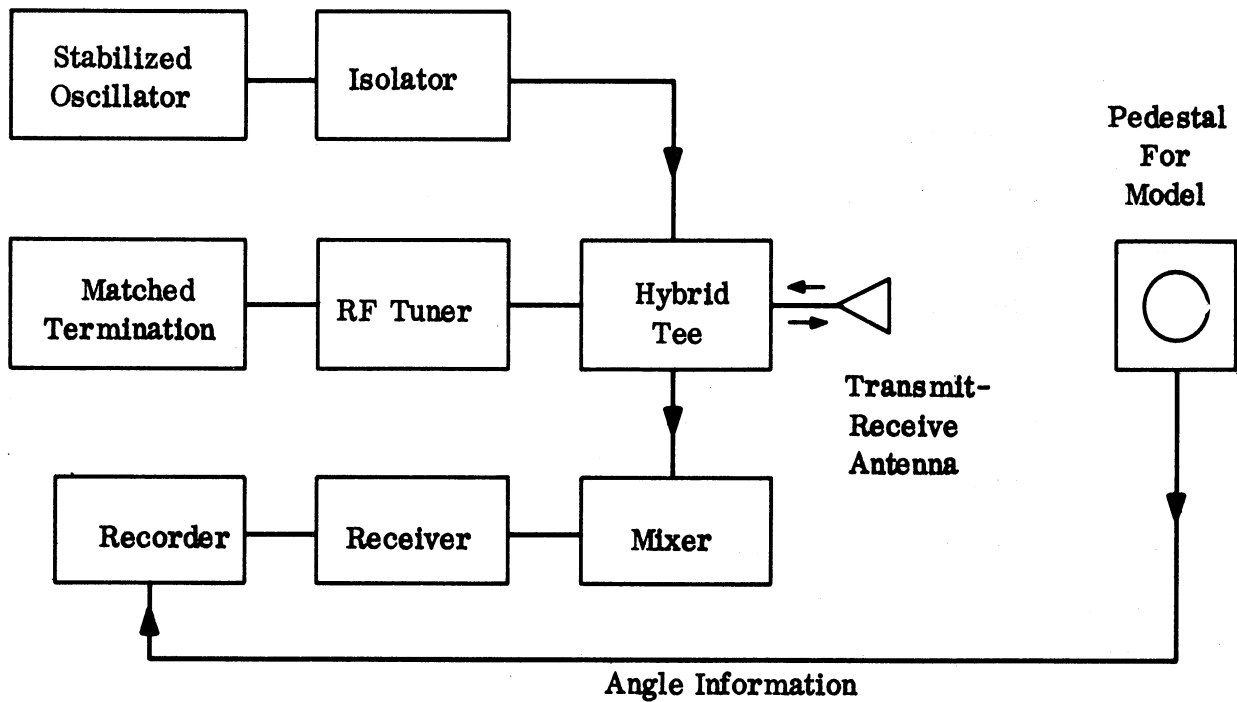 Stabilized
Oscillator
Isolator
Pedestal
For
Model
Matched
Termination
RF Tuner
Hybrid
Tee
Transmit-
Receive
Antenna
Recorder
Receiver
Mixer
Angle Information